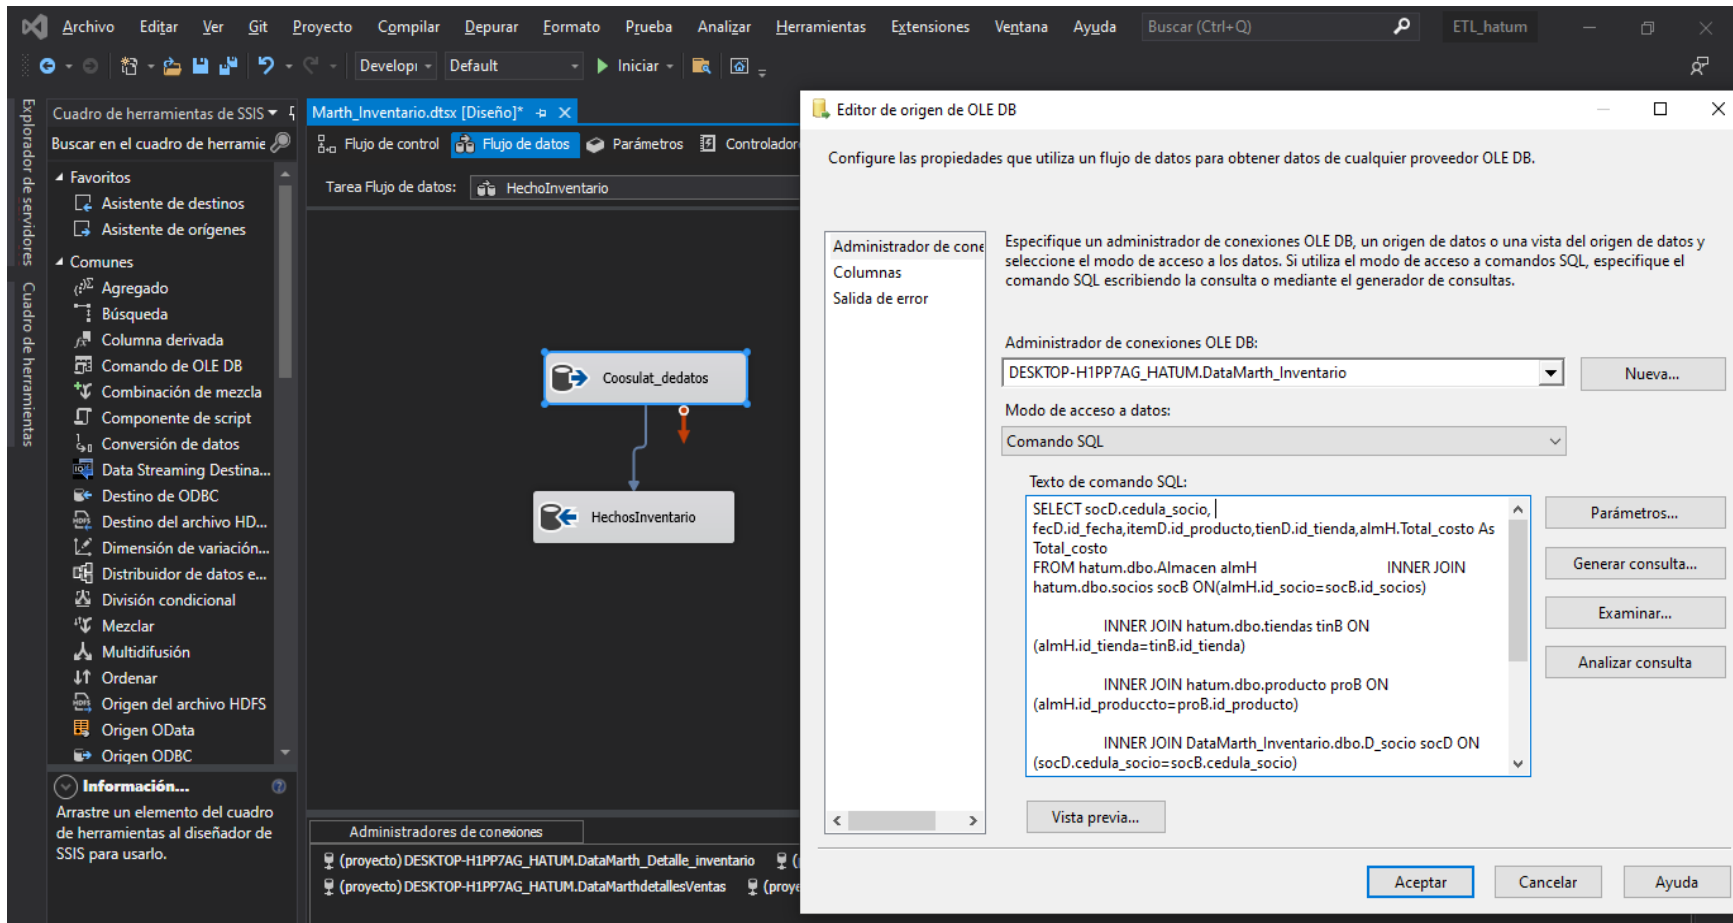 Archivo Editar Ver Git Proyecto Compilar Depurar Formato Prueba Analizar Herramientas Extensiones Ventana Ayuda Buscar (Ctrl+Q) ETL_hatum
Developi Default Iniciar
Explorador de servidores
Cuadro de herramientas
Cuadro de herramientas de SSIS
Buscar en el cuadro de herramie
Favoritos
Asistente de destinos
Asistente de orígenes
Comunes
Agregado
Búsqueda
Columna derivada
Comando de OLE DB
Combinación de mezcla
Componente de script
Conversión de datos
Data Streaming Destina...
Destino de ODBC
Destino del archivo HD...
Dimensión de variación...
Distribuidor de datos e...
División condicional
Mezclar
Multidifusión
Ordenar
Origen del archivo HDFS
Origen OData
Origen ODBC
Información...
Arrastre un elemento del cuadro
de herramientas al diseñador de
SSIS para usarlo.
Marth_Inventario.dtsx [Diseño]*
Flujo de control Flujo de datos Parámetros Controlador
Tarea Flujo de datos: HechoInventario
Coosulat_dedatos
HechosInventario
Administradores de conexiones
(proyecto) DESKTOP-H1PP7AG_HATUM.DataMarth_Detalle_inventario (
(proyecto) DESKTOP-H1PP7AG_HATUM.DataMarthdetallesVentas (proye
Editor de origen de OLE DB
Configure las propiedades que utiliza un flujo de datos para obtener datos de cualquier proveedor OLE DB.
Administrador de cone
Columnas
Salida de error
Especifique un administrador de conexiones OLE DB, un origen de datos o una vista del origen de datos y
seleccione el modo de acceso a los datos. Si utiliza el modo de acceso a comandos SQL, especifique el
comando SQL escribiendo la consulta o mediante el generador de consultas.
Administrador de conexiones OLE DB:
DESKTOP-H1PP7AG_HATUM.DataMarth_Inventario
Nueva...
Modo de acceso a datos:
Comando SQL
Texto de comando SQL:
SELECT socD.cedula_socio,
fecD.id_fecha,itemD.id_producto,tienD.id_tienda,almH.Total_costo As
Total_costo
FROM hatum.dbo.Almacen almH INNER JOIN
hatum.dbo.socios socB ON(almH.id_socio=socB.id_socios)
INNER JOIN hatum.dbo.tiendas tinB ON
(almH.id_tienda=tinB.id_tienda)
INNER JOIN hatum.dbo.producto proB ON
(almH.id_produccto=proB.id_producto)
INNER JOIN DataMarth_Inventario.dbo.D_socio socD ON
(socD.cedula_socio=socB.cedula_socio)
Parámetros...
Generar consulta...
Examinar...
Analizar consulta
Vista previa...
Aceptar Cancelar Ayuda